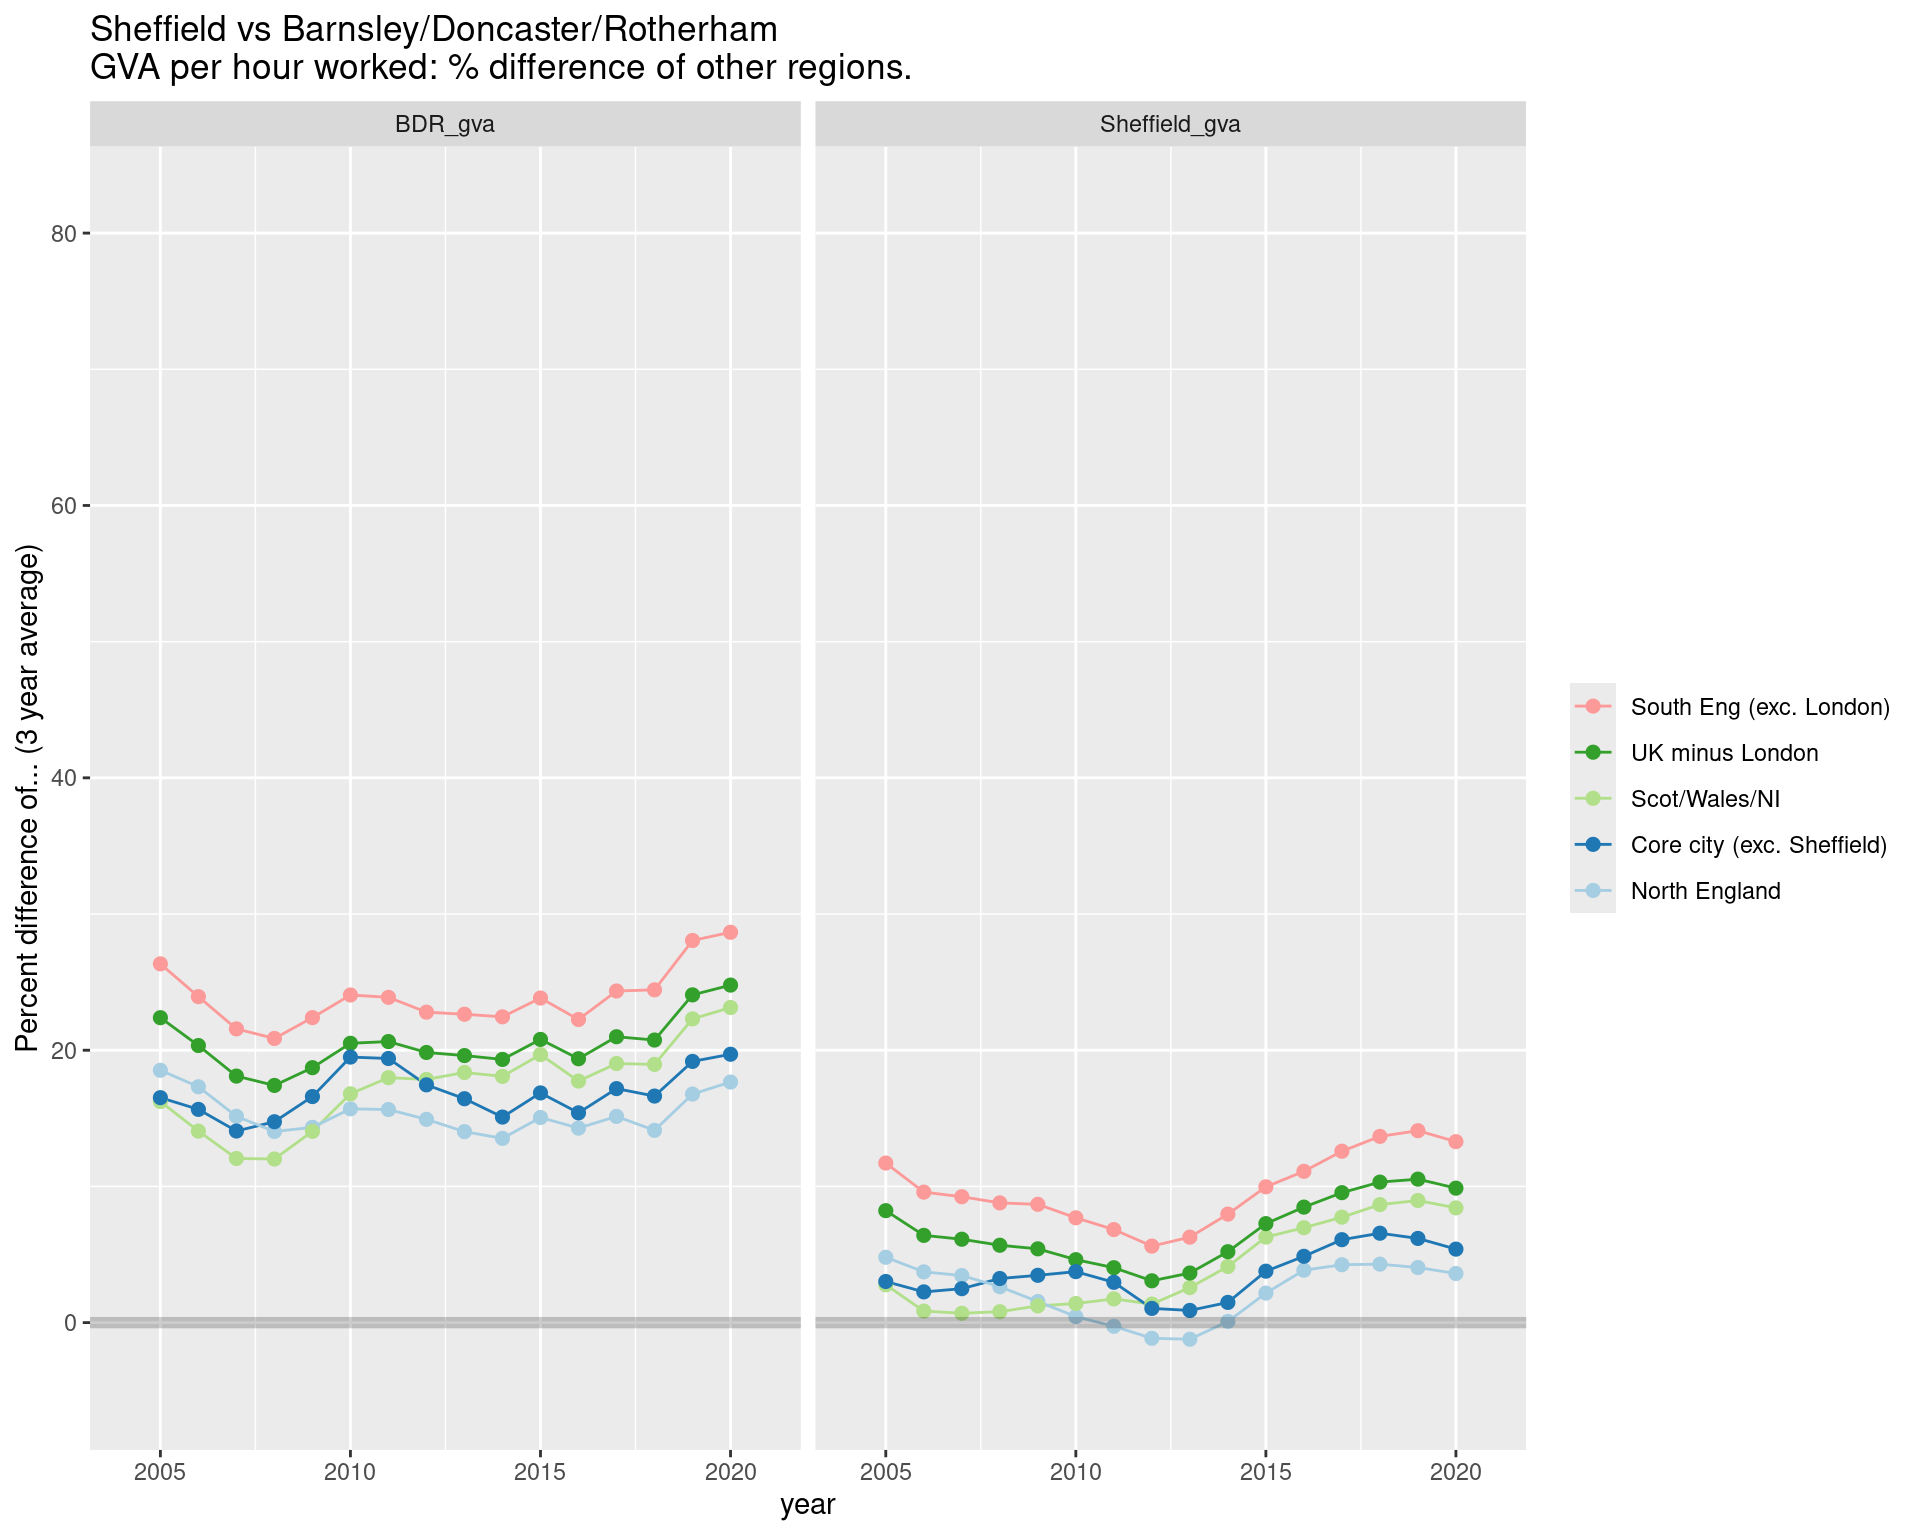 Sheffield vs Barnsley/Doncaster/Rotherham
GVA per hour worked: % difference of other regions.
BDR_gva
Sheffield_gva
80
60
40
20
0
Percent difference of... (3 year average)
2005
2010
2015
2020
2005
2010
2015
2020
year
South Eng (exc. London)
UK minus London
Scot/Wales/NI
Core city (exc. Sheffield)
North England